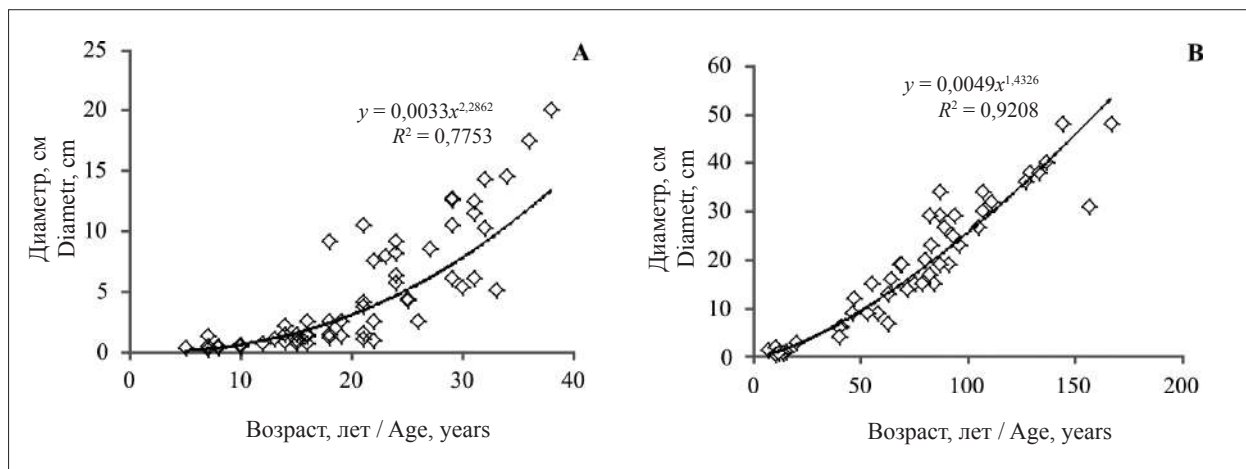 A
25
20
15
10
5
0
y = 0,0033x^2,2862
R² = 0,7753
Диаметр, см
Diametr, cm
0 10 20 30 40
Возраст, лет / Age, years
B
60
50
40
30
20
10
0
y = 0,0049x^1,4326
R² = 0,9208
Диаметр, см
Diametr, cm
0 50 100 150 200
Возраст, лет / Age, years